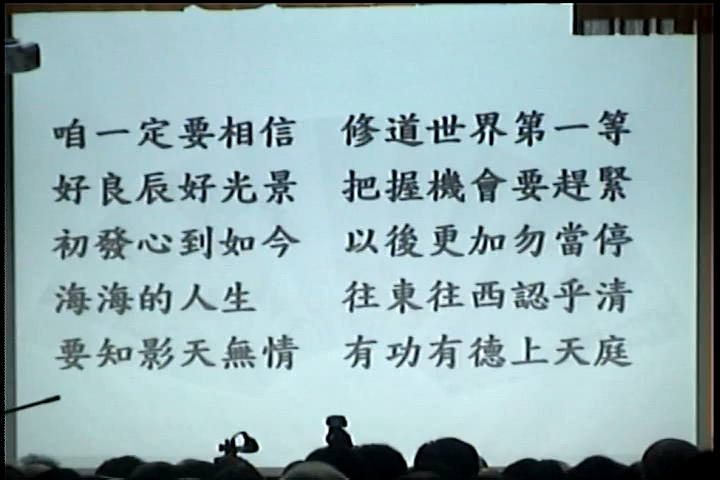 咱一定要相信 修道世界第一等
好良辰好光景 把握機會要趕緊
初發心到如今 以後更加勿當停
海海的人生 往東往西認乎清
要知影天無情 有功有德上天庭